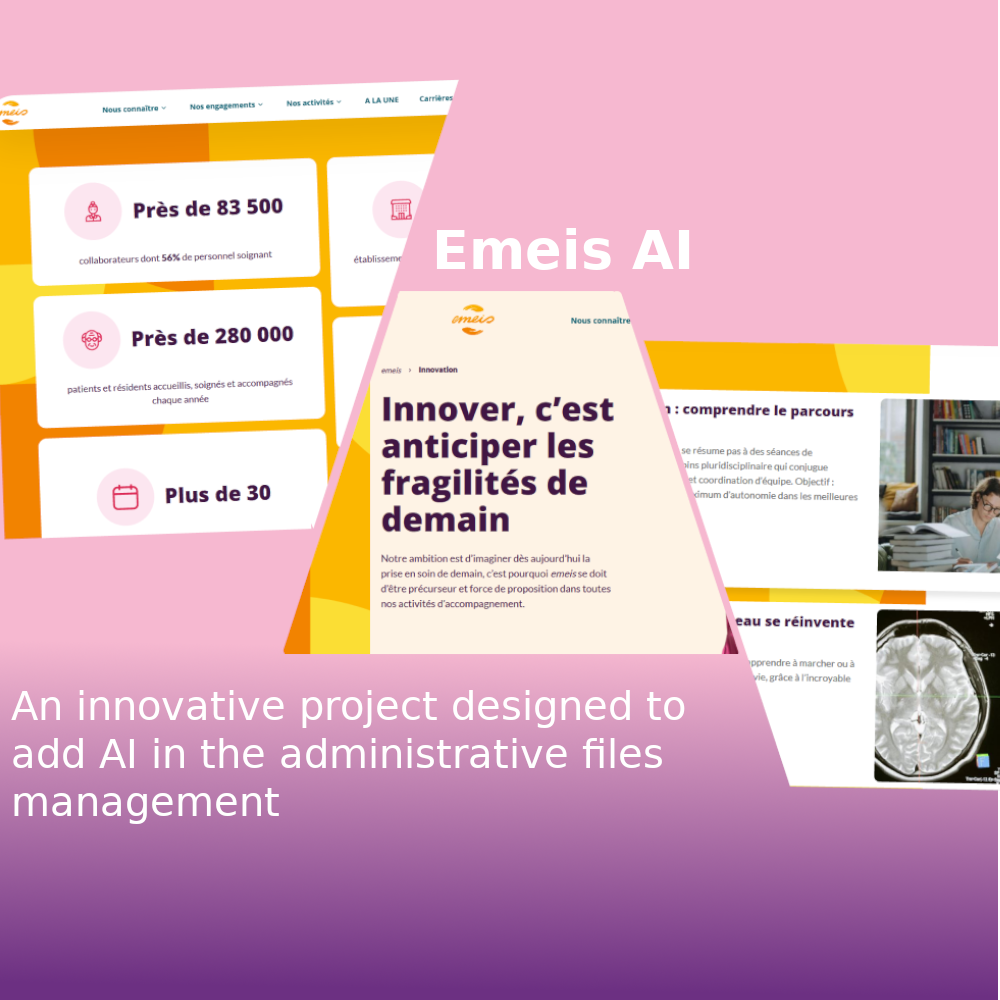 emeis
Nous connaître
Nos engagements
Nos activités
A LA UNE
Carrières
Près de 83 500
collaborateurs dont 56% de personnel soignant
Près de 280 000
patients et résidents accueillis, soignés et accompagnés
chaque année
Plus de 30
Emeis AI
emeis
Nous connaître
emeis › Innovation
Innover, c’est
anticiper les
fragilités de
demain
Notre ambition est d’imaginer dès aujourd’hui la
prise en soin de demain, c’est pourquoi emeis se doit
d’être précurseur et force de proposition dans toutes
nos activités d’accompagnement.
: comprendre le parcours
se résume pas à des séances de
pluridisciplinaire qui conjugue
et coordination d’équipe. Objectif :
d’autonomie dans les meilleures
se réinvente
à marcher ou à
grâce à l’incroyable
An innovative project designed to
add AI in the administrative files
management